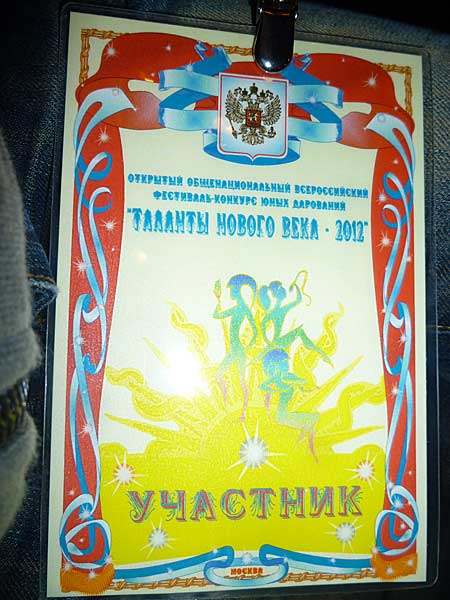 ОТКРЫТЫЙ ОБЩЕНАЦИОНАЛЬНЫЙ ВСЕРОССИЙСКИЙ
ФЕСТИВАЛЬ-КОНКУРС ЮНЫХ ДАРОВАНИЙ
"ТАЛАНТЫ НОВОГО ВЕКА - 2012"
УЧАСТНИК
МОСКВА